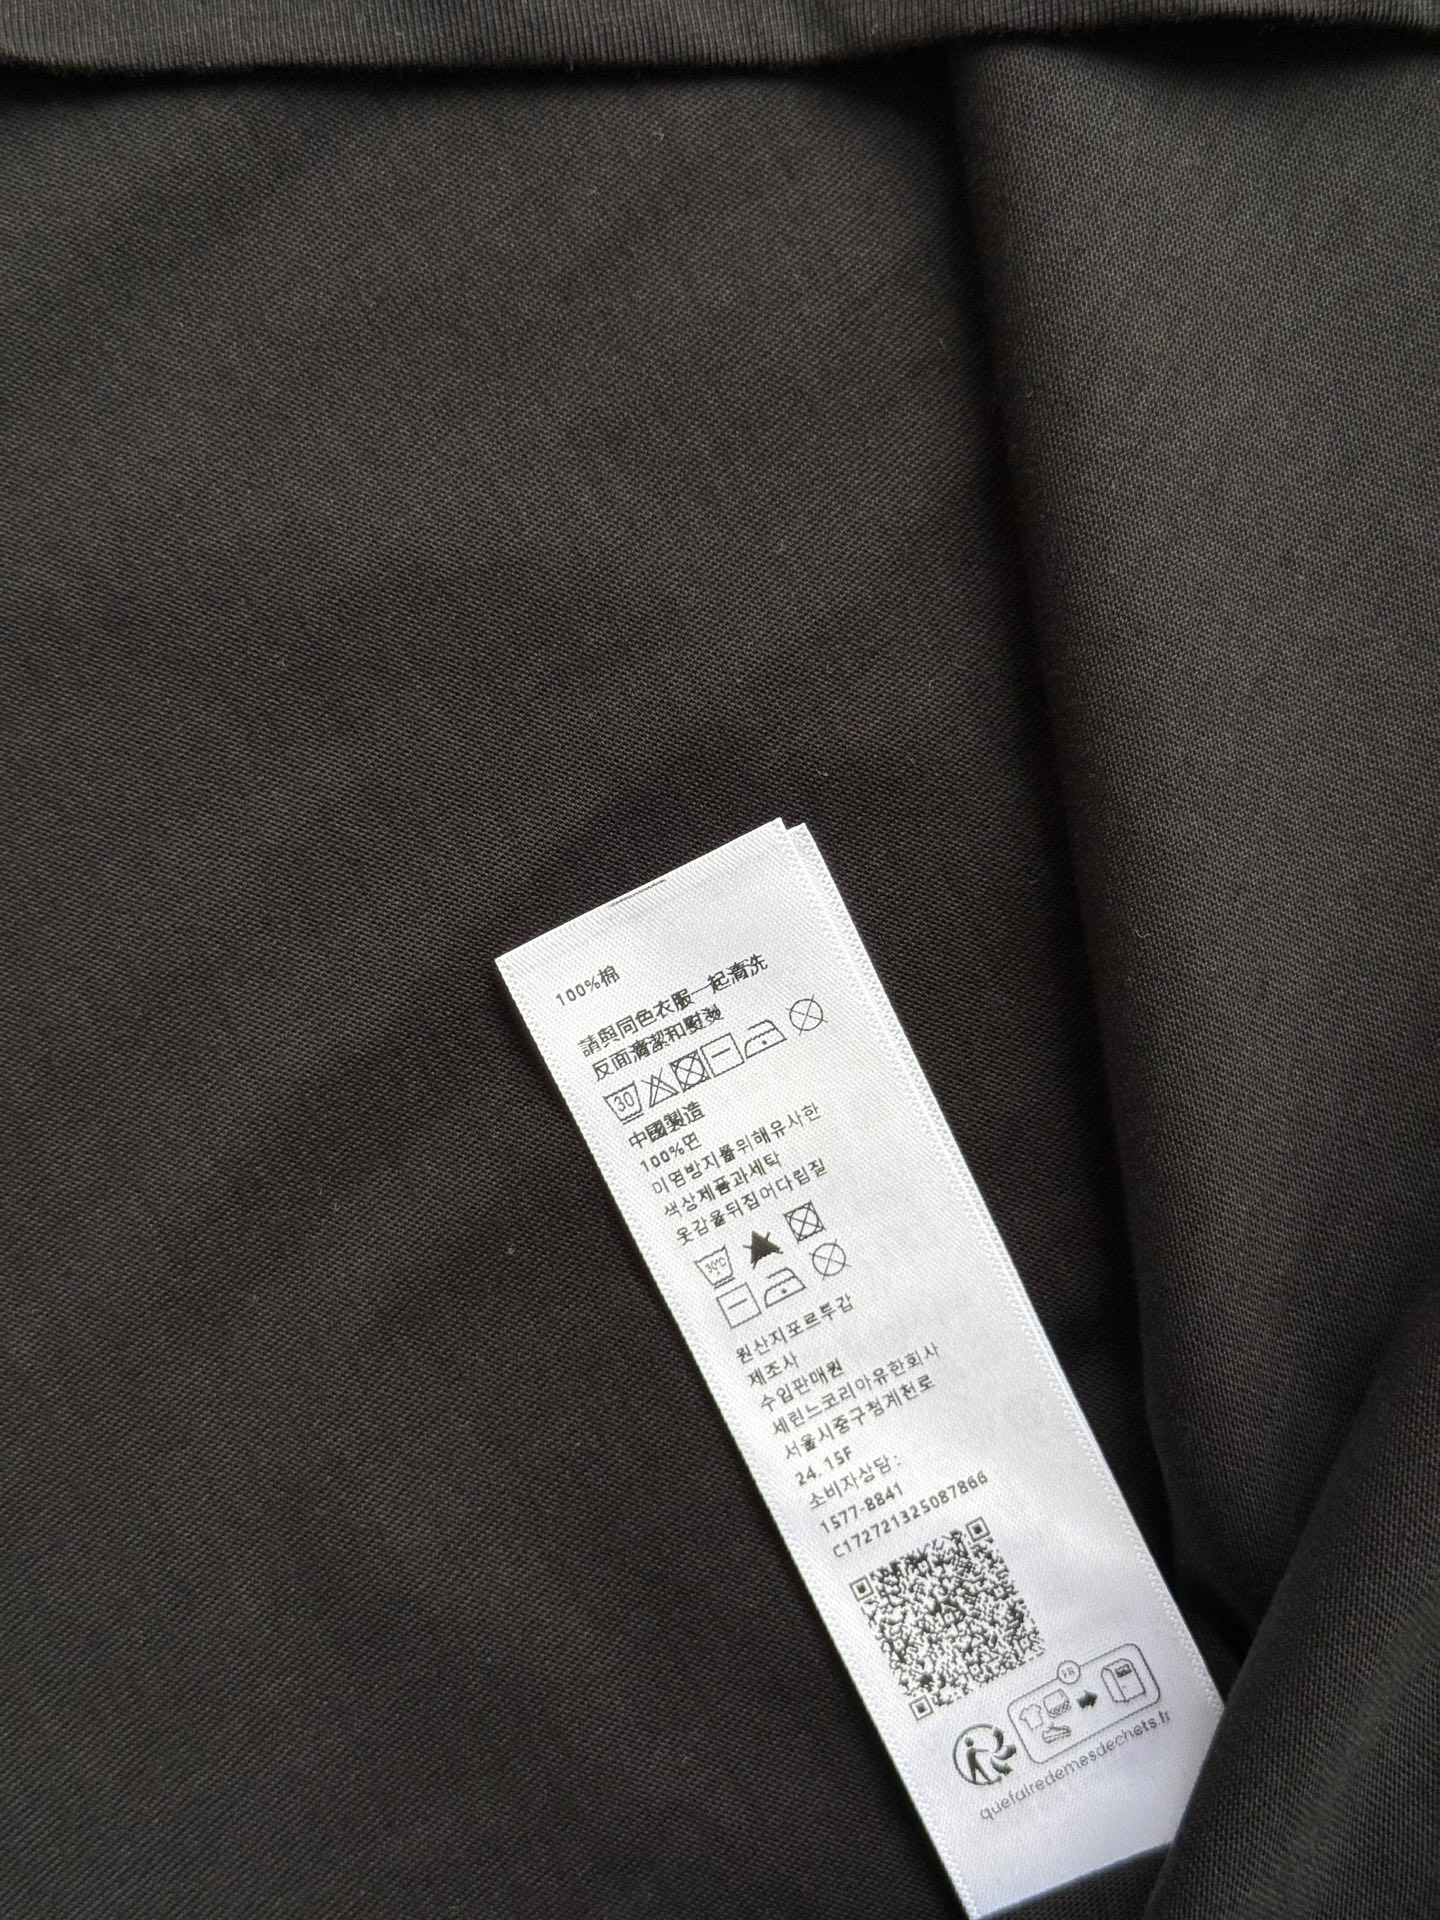 100%棉
請與同色衣服一起清洗
反面清潔和熨燙
30
中國製造
100%면
이염방지를위해유사한
색상제품과세탁
옷감을뒤집어다림질
30°C
원산지포르투갈
제조사
수입판매원
세린느코리아유한회사
서울시중구청계천로
24.15F
소비자상담:
1577-8841
C172721325087866
FR
quefairedemesdechets.fr